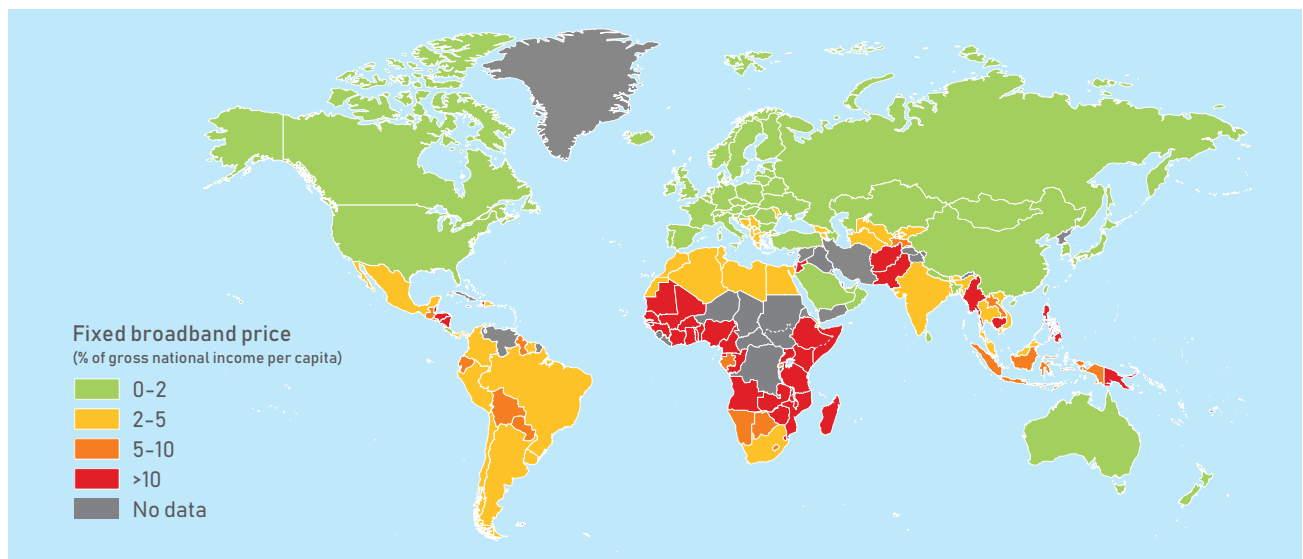 Fixed broadband price
(% of gross national income per capita)
0–2
2–5
5–10
>10
No data